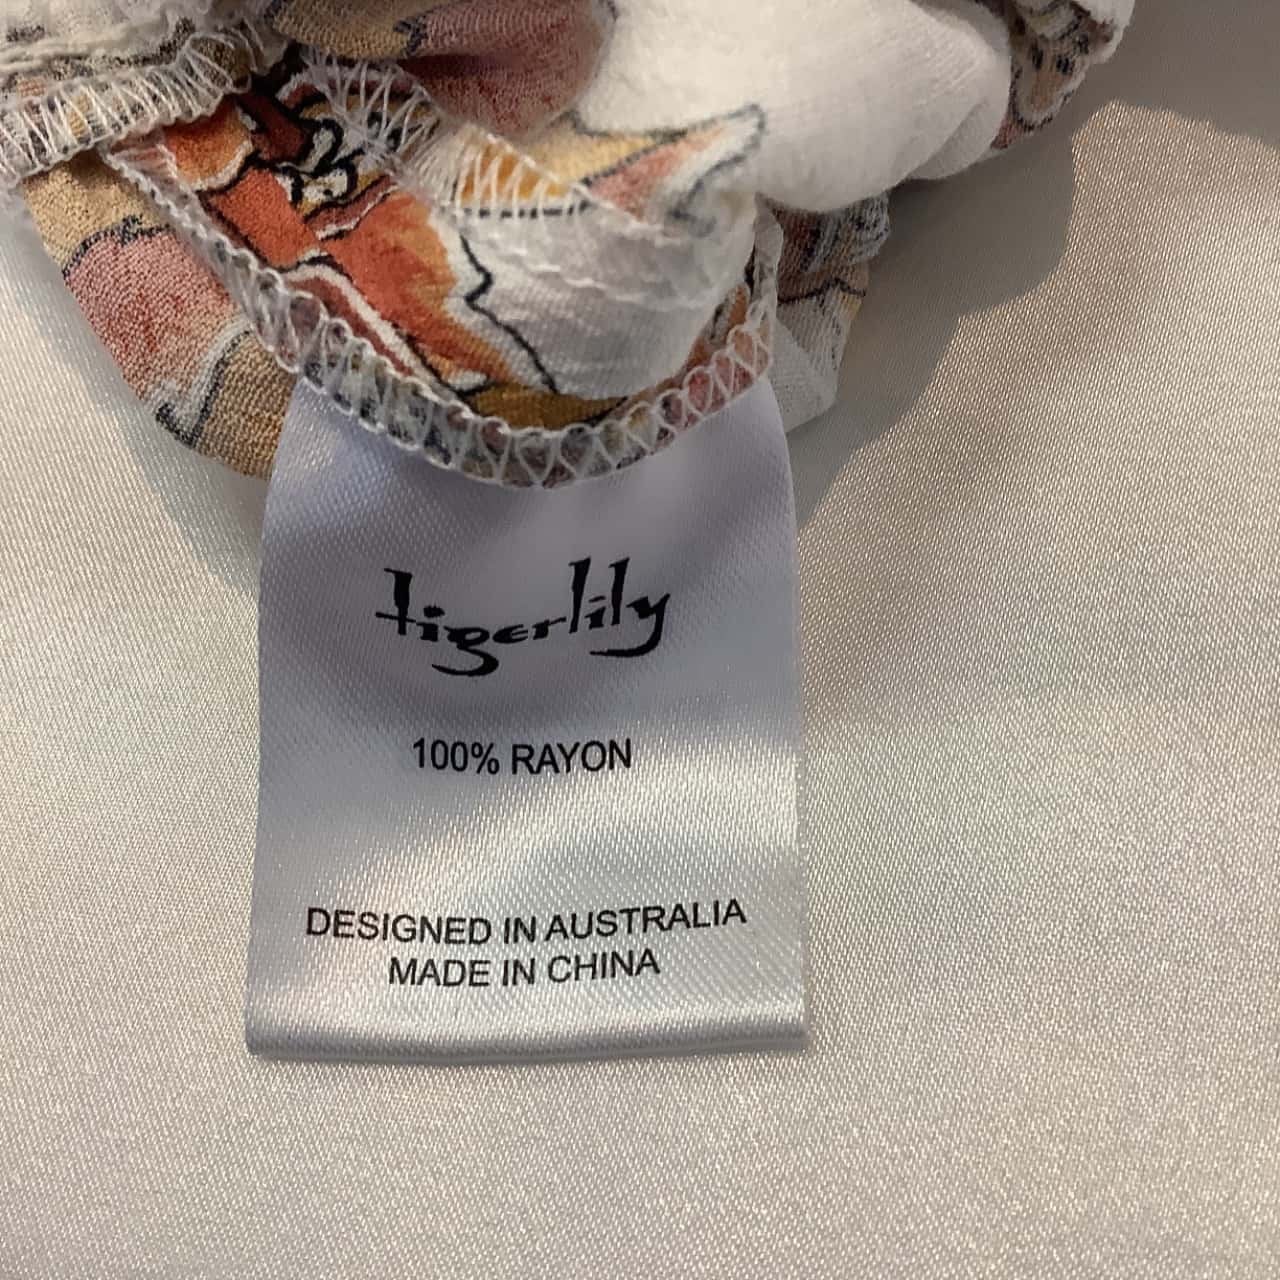 tigerlily
100% RAYON
DESIGNED IN AUSTRALIA
MADE IN CHINA